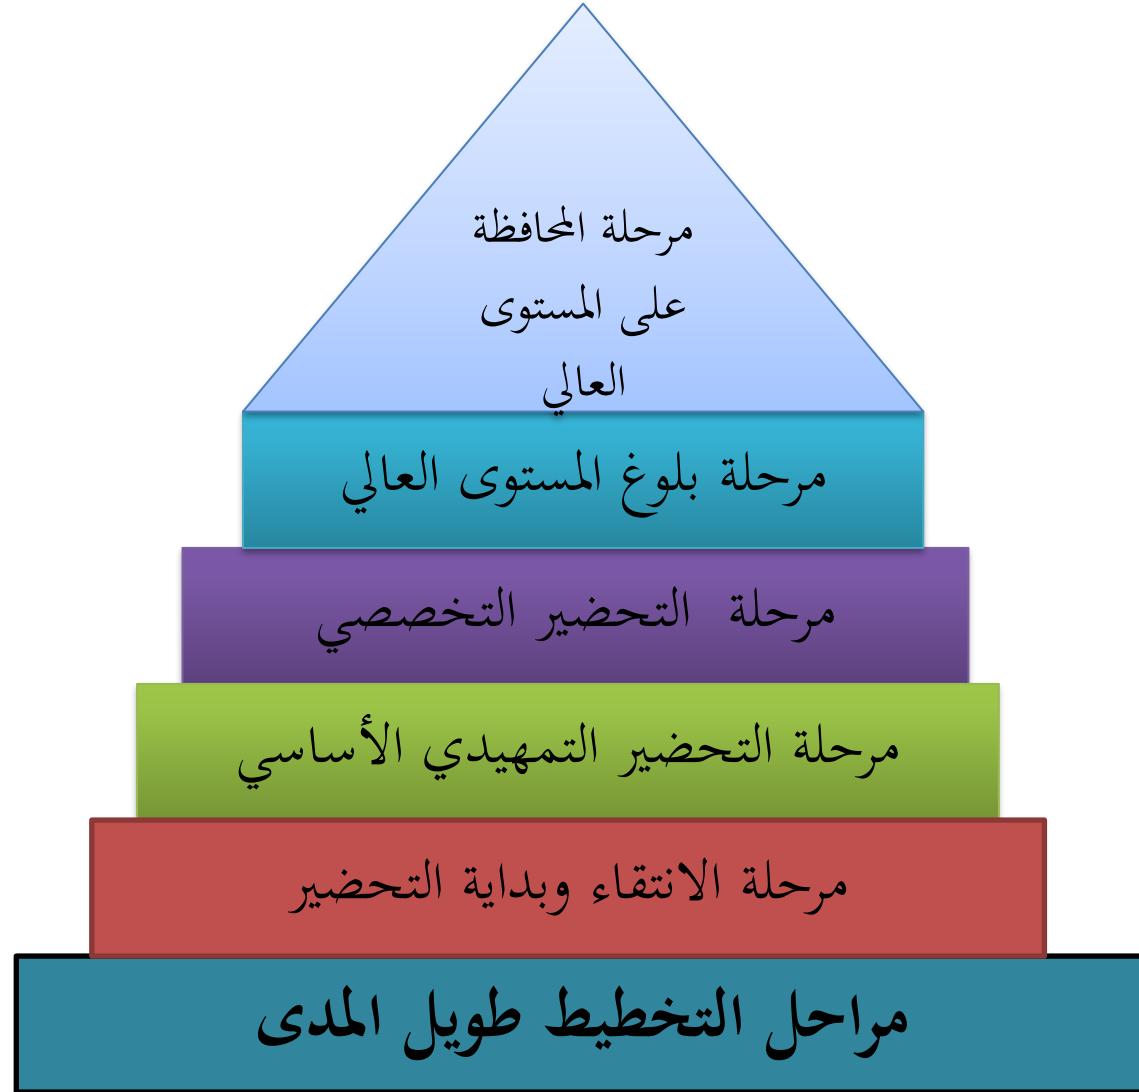 مرحلة المحافظة
على المستوى
العالي
مرحلة بلوغ المستوى العالي
مرحلة التحضير التخصصي
مرحلة التحضير التمهيدي الأساسي
مرحلة الانتقاء وبداية التحضير
مراحل التخطيط طويل المدى